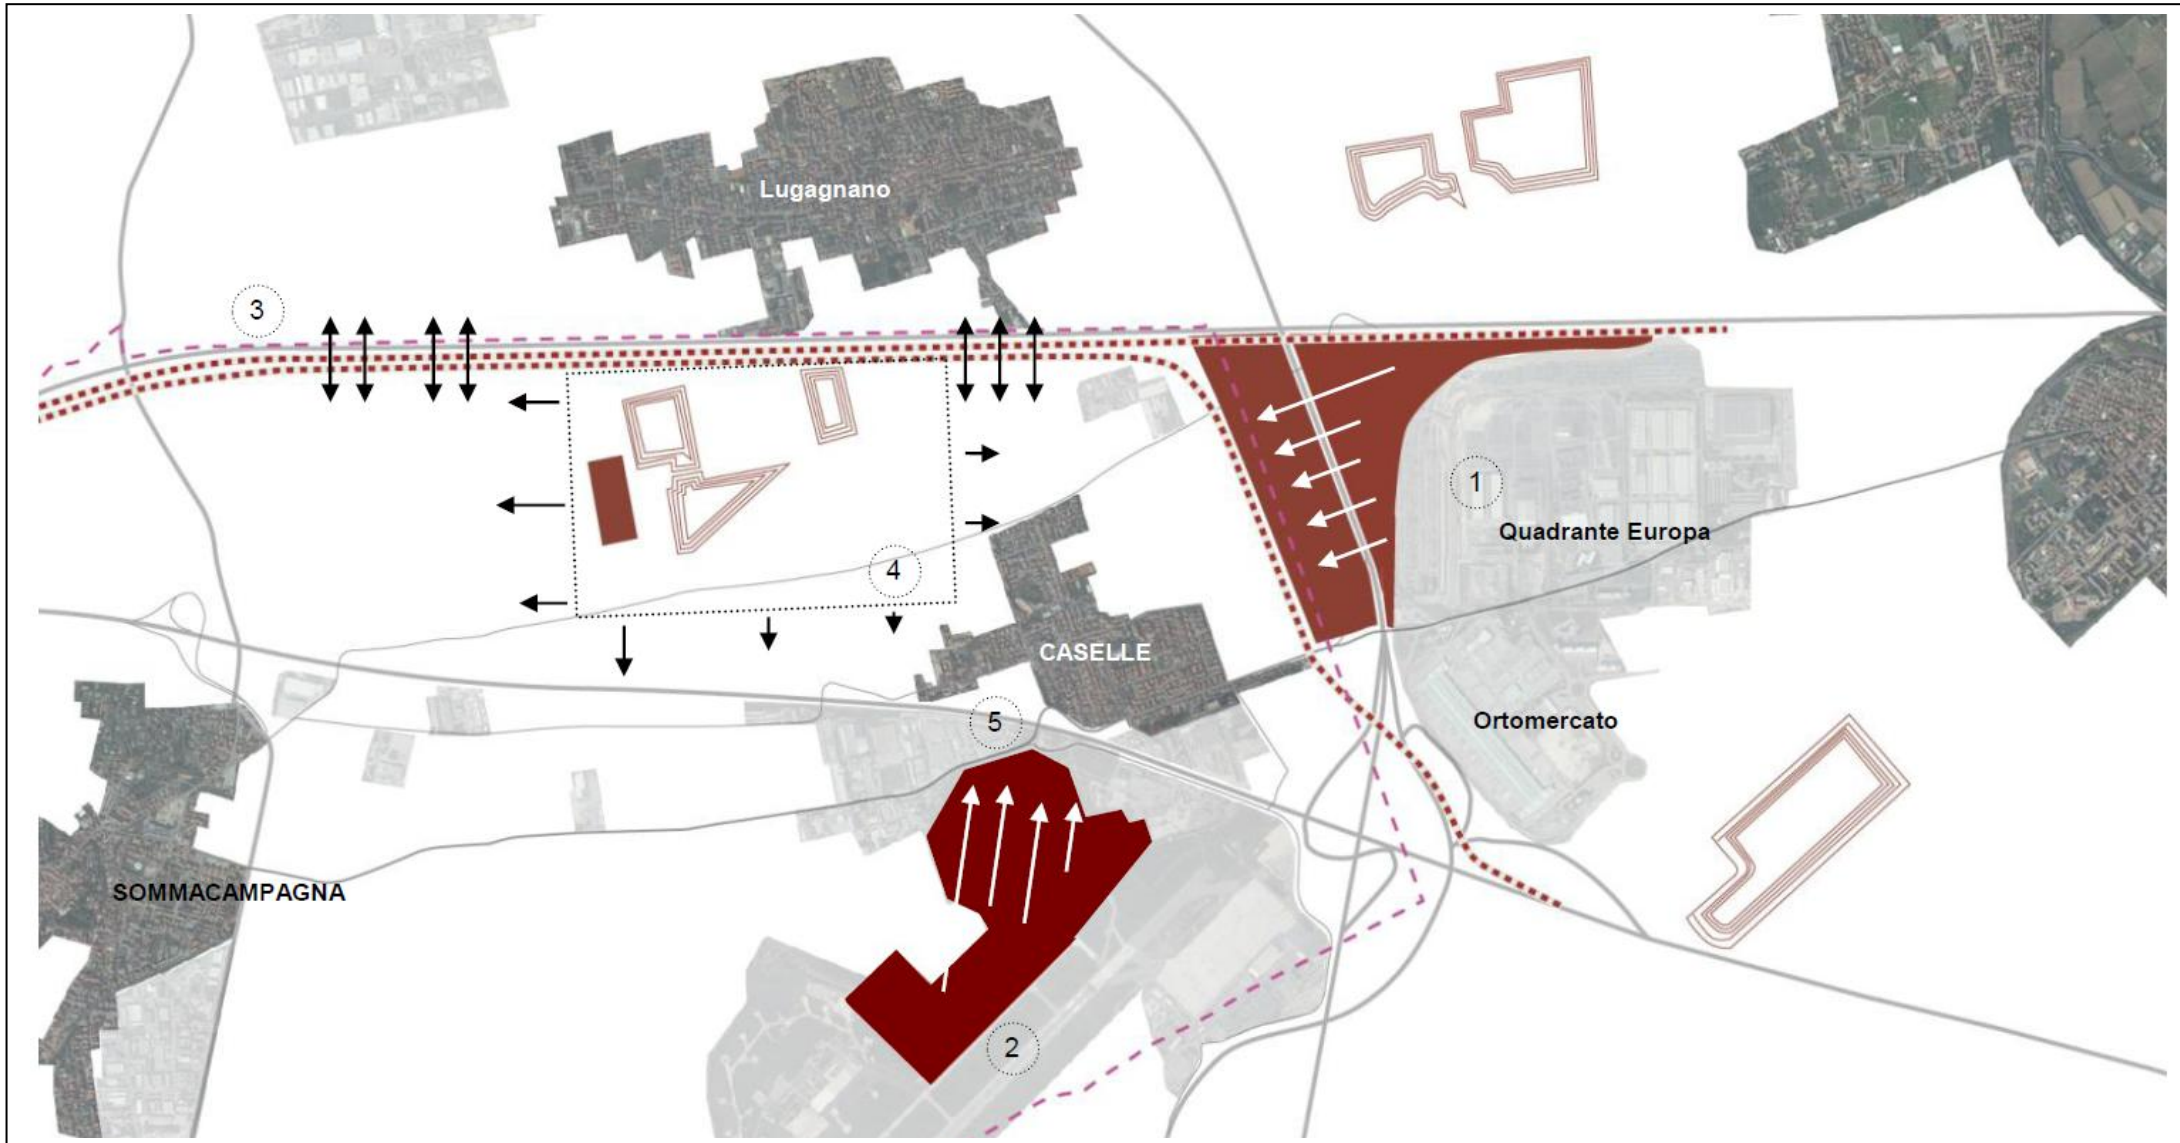 Lugagnano
3
1
Quadrante Europa
4
CASELLE
5
Ortomercato
SOMMACAMPAGNA
2